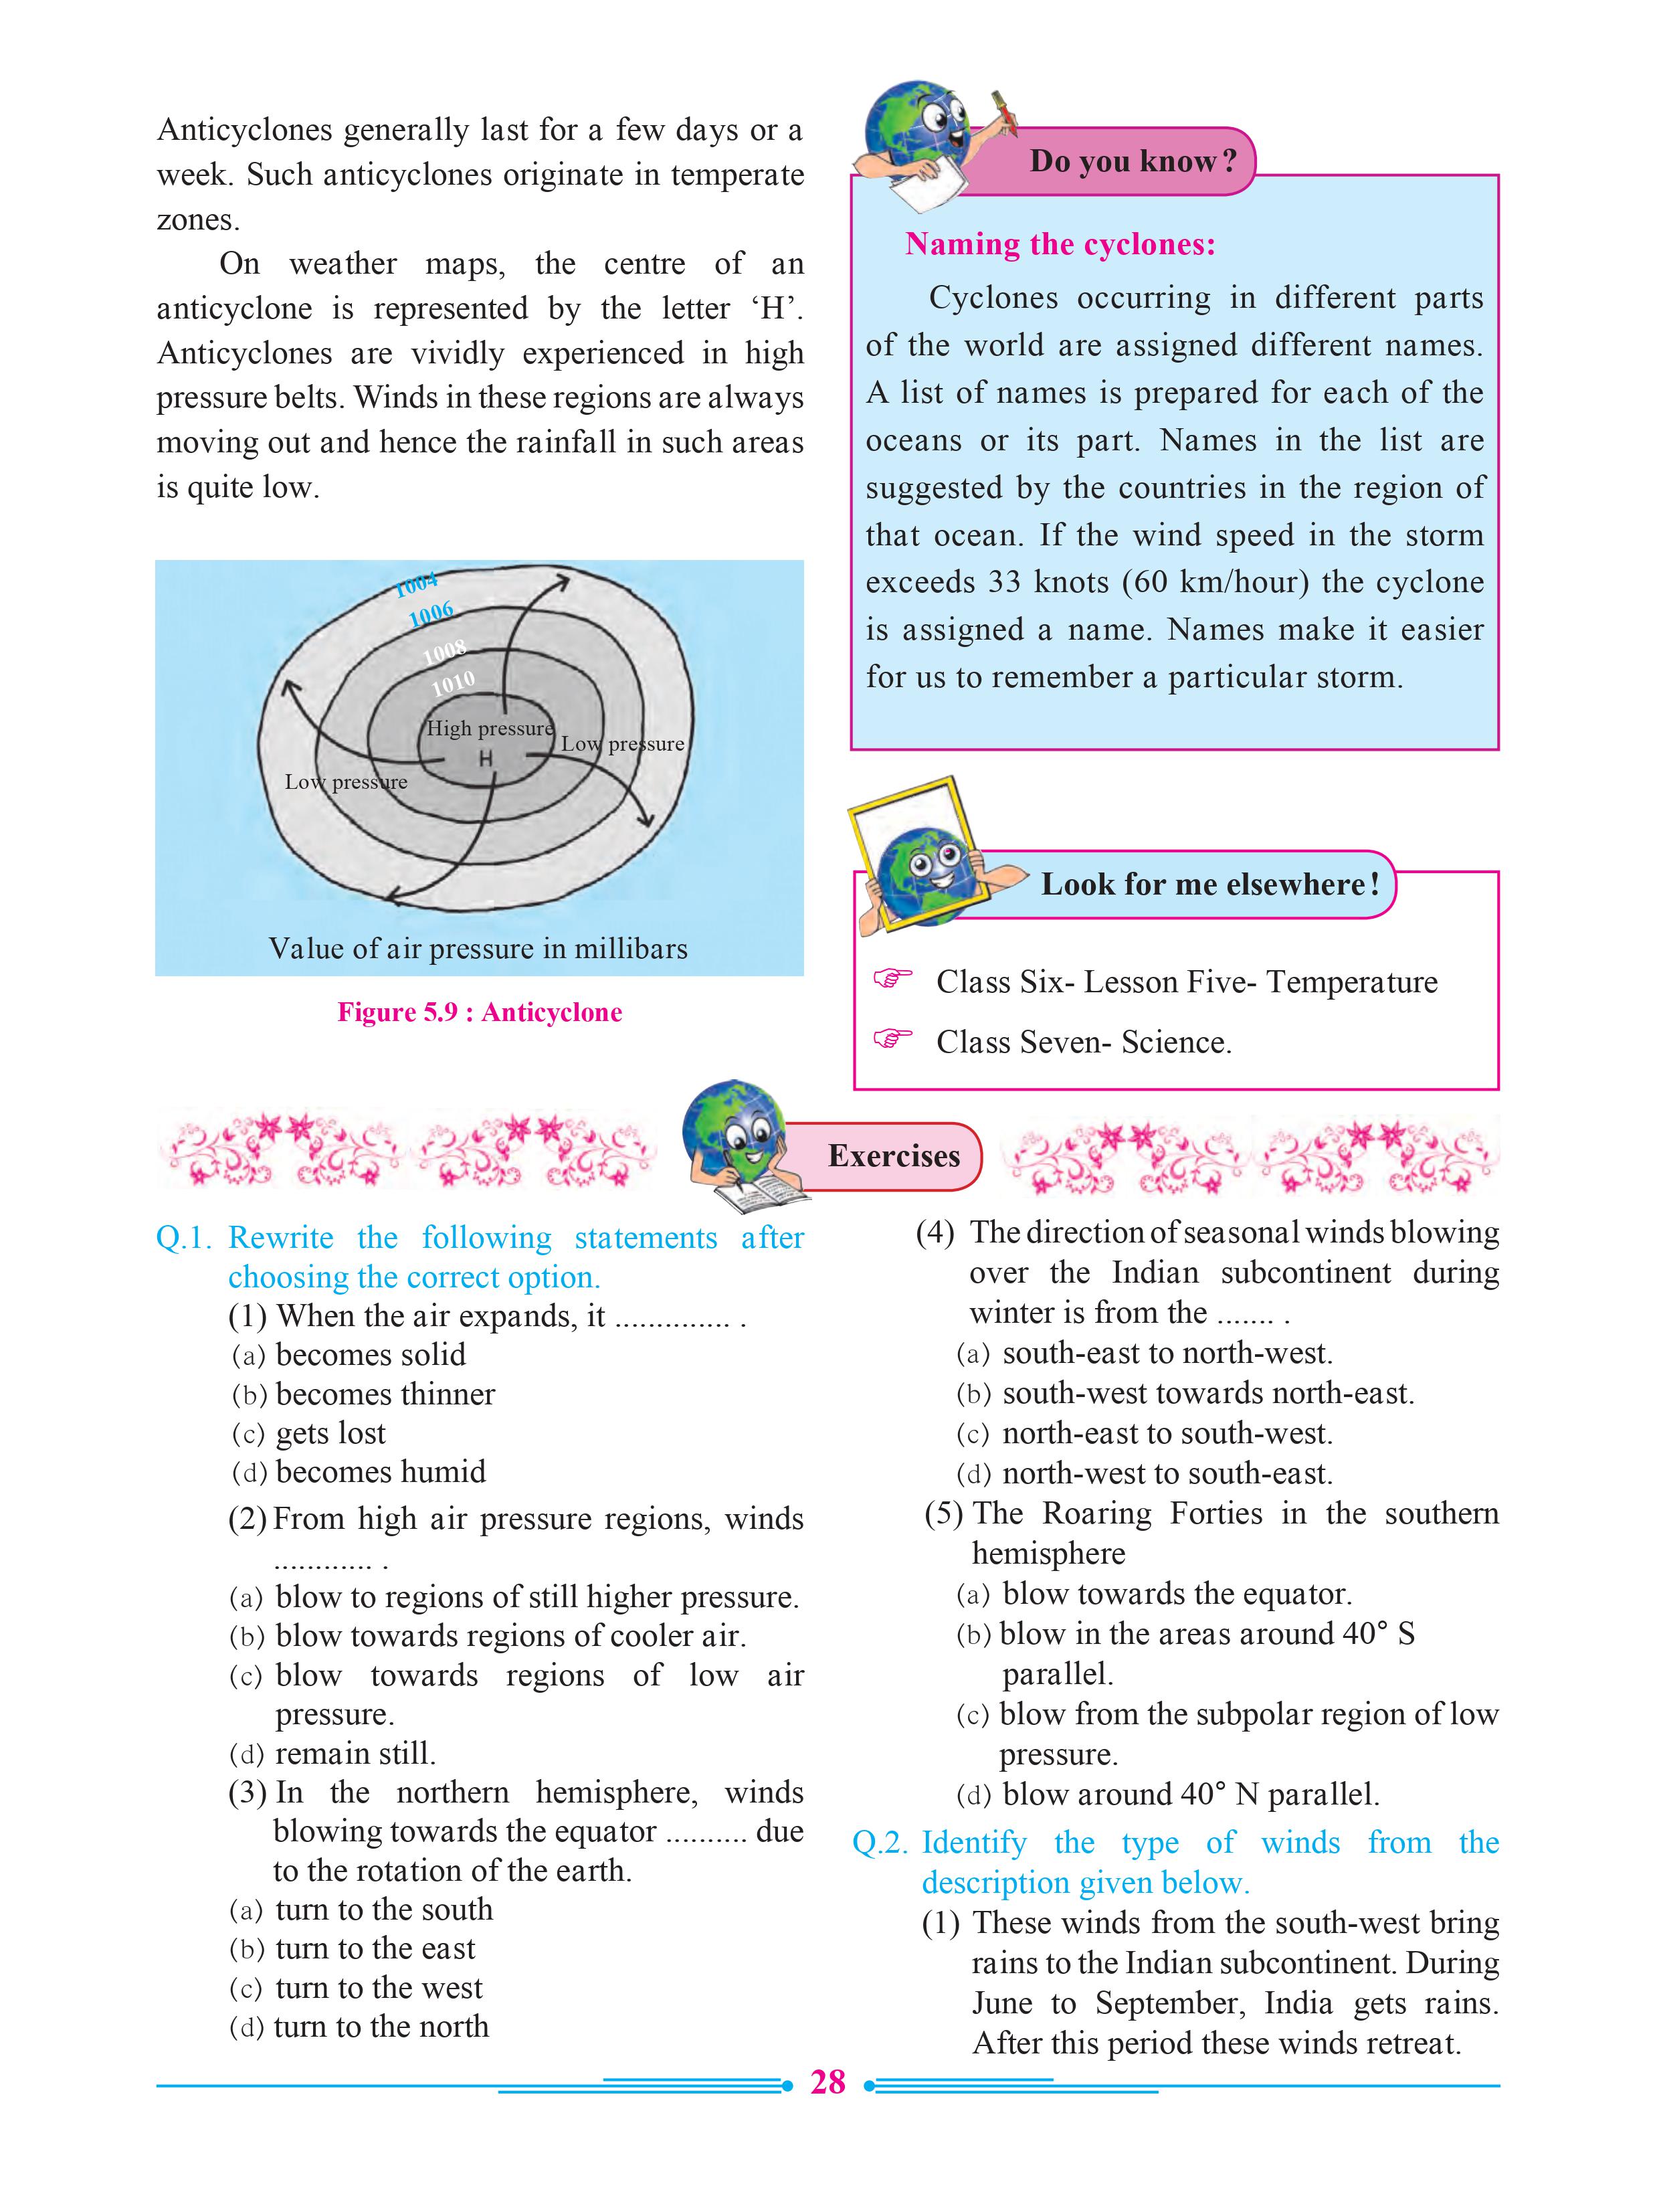 Anticyclones generally last for a few days or a
week. Such anticyclones originate in temperate
zones.
On weather maps, the centre of an
anticyclone is represented by the letter ‘H’.
Anticyclones are vividly experienced in high
pressure belts. Winds in these regions are always
moving out and hence the rainfall in such areas
is quite low.
1004
1006
1008
1010
High pressure
Low pressure
H
Low pressure
Value of air pressure in millibars
Figure 5.9 : Anticyclone
Do you know?
Naming the cyclones:
Cyclones occurring in different parts
of the world are assigned different names.
A list of names is prepared for each of the
oceans or its part. Names in the list are
suggested by the countries in the region of
that ocean. If the wind speed in the storm
exceeds 33 knots (60 km/hour) the cyclone
is assigned a name. Names make it easier
for us to remember a particular storm.
Look for me elsewhere!
Class Six- Lesson Five- Temperature
Class Seven- Science.
Exercises
Q.1. Rewrite the following statements after
choosing the correct option.
(1) When the air expands, it .............. .
(a) becomes solid
(b) becomes thinner
(c) gets lost
(d) becomes humid
(2) From high air pressure regions, winds
............ .
(a) blow to regions of still higher pressure.
(b) blow towards regions of cooler air.
(c) blow towards regions of low air
pressure.
(d) remain still.
(3) In the northern hemisphere, winds
blowing towards the equator .......... due
to the rotation of the earth.
(a) turn to the south
(b) turn to the east
(c) turn to the west
(d) turn to the north
(4) The direction of seasonal winds blowing
over the Indian subcontinent during
winter is from the ....... .
(a) south-east to north-west.
(b) south-west towards north-east.
(c) north-east to south-west.
(d) north-west to south-east.
(5) The Roaring Forties in the southern
hemisphere
(a) blow towards the equator.
(b) blow in the areas around 40° S
parallel.
(c) blow from the subpolar region of low
pressure.
(d) blow around 40° N parallel.
Q.2. Identify the type of winds from the
description given below.
(1) These winds from the south-west bring
rains to the Indian subcontinent. During
June to September, India gets rains.
After this period these winds retreat.
28